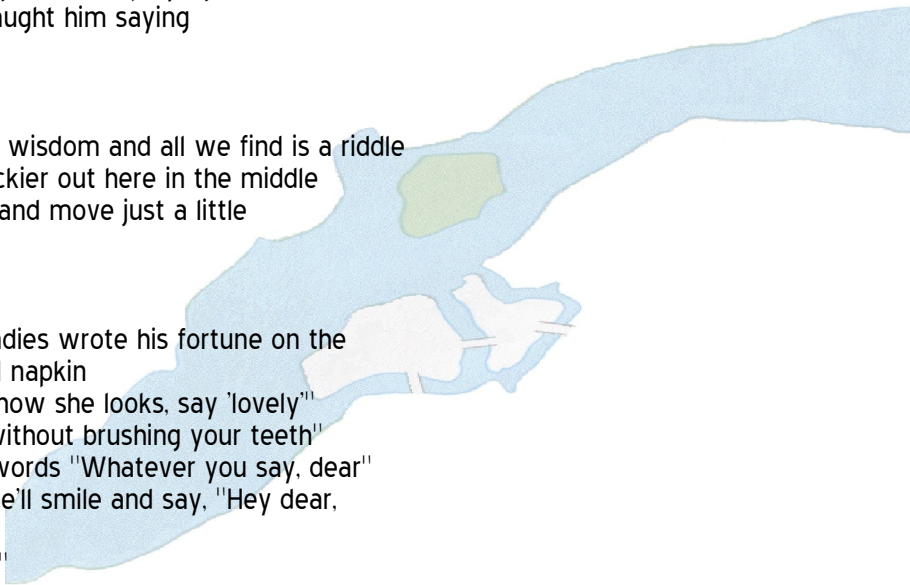 aught him saying
wisdom and all we find is a riddle
ckier out here in the middle
and move just a little
dies wrote his fortune on the
napkin
how she looks, say 'lovely'"
without brushing your teeth"
words "Whatever you say, dear"
e'll smile and say, "Hey dear,
"